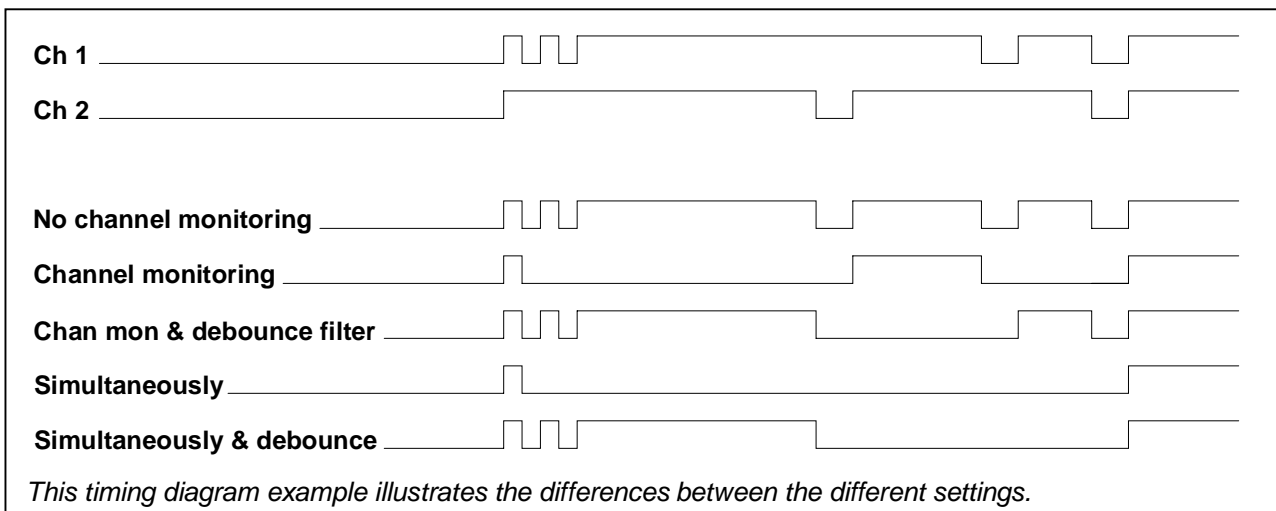 Ch 1
Ch 2
No channel monitoring
Channel monitoring
Chan mon & debounce filter
Simultaneously
Simultaneously & debounce
This timing diagram example illustrates the differences between the different settings.